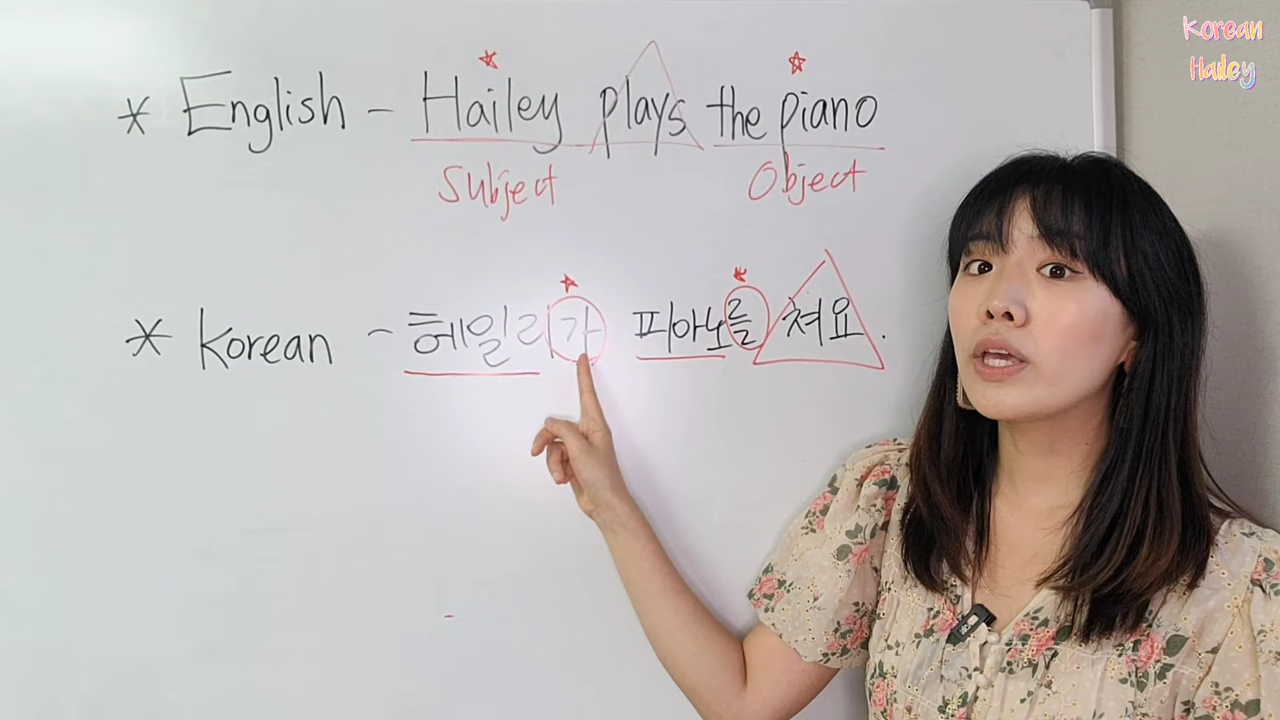 * English - Hailey plays the piano
Subject
Object
* Korean - 헤일리가 피아노를 쳐요.
Korean
Hailey